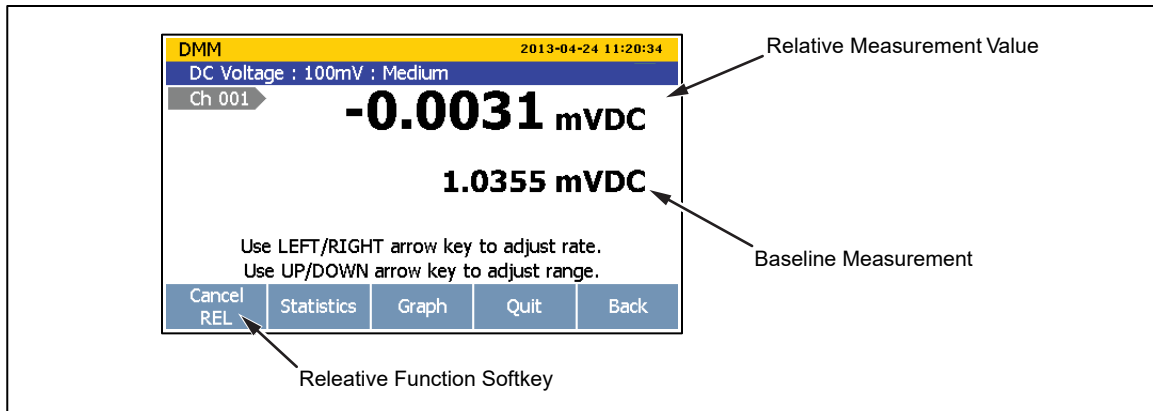 DMM 2013-04-24 11:20:34
DC Voltage : 100mV : Medium
Ch 001
-0.0031 mVDC
1.0355 mVDC
Use LEFT/RIGHT arrow key to adjust rate.
Use UP/DOWN arrow key to adjust range.
Cancel REL Statistics Graph Quit Back
Relative Measurement Value
Baseline Measurement
Releative Function Softkey